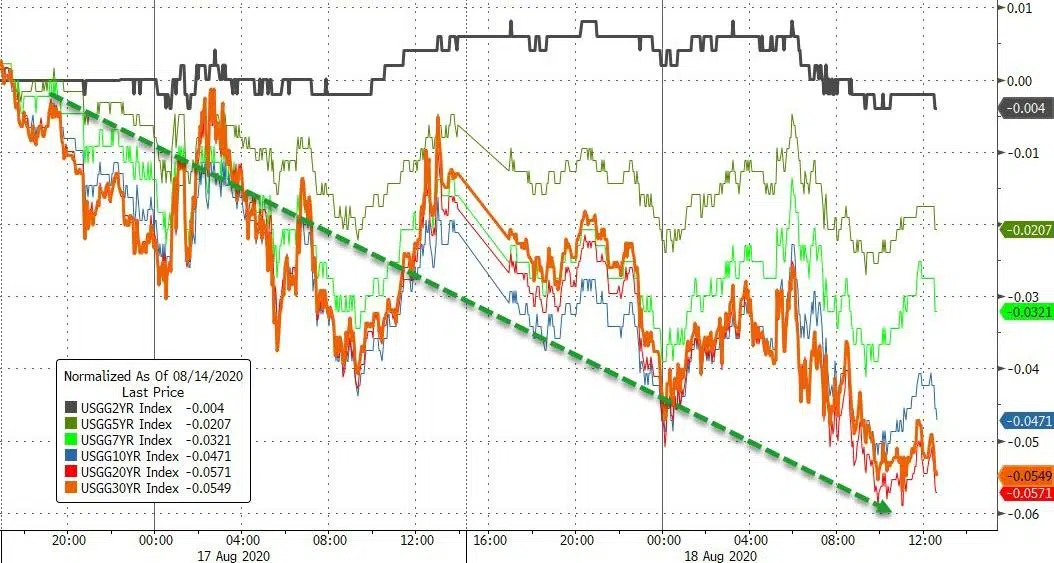 0.01
0.00
-0.004
-0.01
-0.02
-0.0207
-0.03
-0.0321
-0.04
-0.0471
-0.05
-0.0549
-0.0571
-0.06
Normalized As Of 08/14/2020
Last Price
USGG2YR Index -0.004
USGG5YR Index -0.0207
USGG7YR Index -0.0321
USGG10YR Index -0.0471
USGG20YR Index -0.0571
USGG30YR Index -0.0549
20:00 00:00 04:00 08:00 12:00 16:00 20:00 00:00 04:00 08:00 12:00
17 Aug 2020 18 Aug 2020